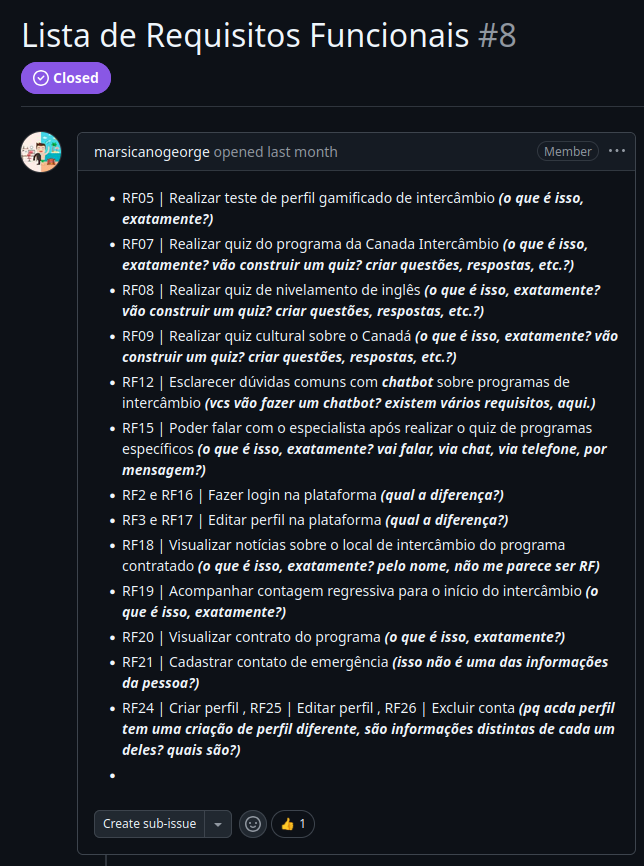 Lista de Requisitos Funcionais #8
Closed
marsicanogeorge opened last month
Member
RF05 | Realizar teste de perfil gamificado de intercâmbio (o que é isso,
exatamente?)
RF07 | Realizar quiz do programa da Canada Intercâmbio (o que é isso,
exatamente? vão construir um quiz? criar questões, respostas, etc.?)
RF08 | Realizar quiz de nivelamento de inglês (o que é isso, exatamente?
vão construir um quiz? criar questões, respostas, etc.?)
RF09 | Realizar quiz cultural sobre o Canadá (o que é isso, exatamente? vão
construir um quiz? criar questões, respostas, etc.?)
RF12 | Esclarecer dúvidas comuns com chatbot sobre programas de
intercâmbio (vcs vão fazer um chatbot? existem vários requisitos, aqui.)
RF15 | Poder falar com o especialista após realizar o quiz de programas
específicos (o que é isso, exatamente? vai falar, via chat, via telefone, por
mensagem?)
RF2 e RF16 | Fazer login na plataforma (qual a diferença?)
RF3 e RF17 | Editar perfil na plataforma (qual a diferença?)
RF18 | Visualizar notícias sobre o local de intercâmbio do programa
contratado (o que é isso, exatamente? pelo nome, não me parece ser RF)
RF19 | Acompanhar contagem regressiva para o início do intercâmbio (o
que é isso, exatamente?)
RF20 | Visualizar contrato do programa (o que é isso, exatamente?)
RF21 | Cadastrar contato de emergência (isso não é uma das informações
da pessoa?)
RF24 | Criar perfil , RF25 | Editar perfil , RF26 | Excluir conta (pq acda perfil
tem uma criação de perfil diferente, são informações distintas de cada um
deles? quais são?)
Create sub-issue
1